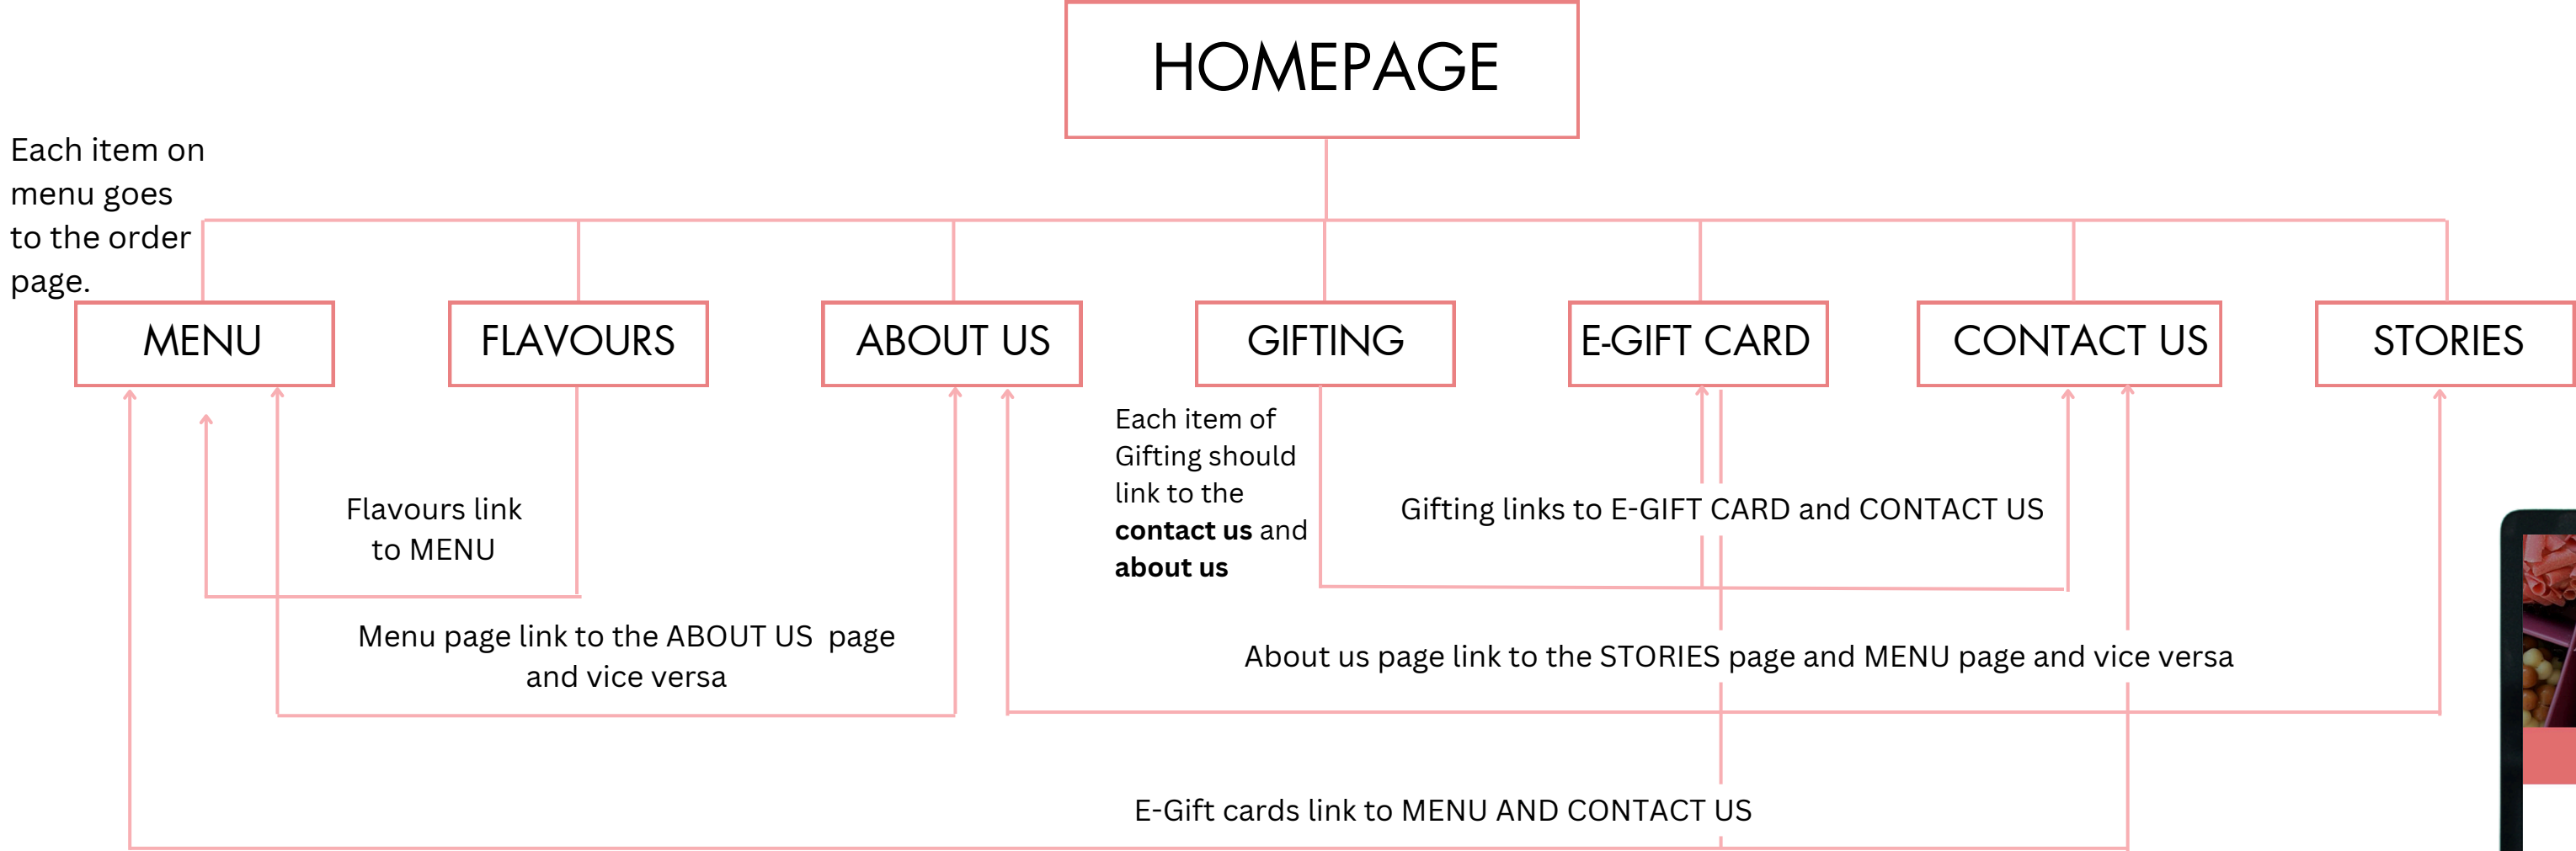 HOMEPAGE
Each item on
menu goes
to the order
page.
MENU
FLAVOURS
ABOUT US
GIFTING
E-GIFT CARD
CONTACT US
STORIES
Each item of
Gifting should
link to the
contact us and
about us
Flavours link
to MENU
Gifting links to E-GIFT CARD and CONTACT US
Menu page link to the ABOUT US page
and vice versa
About us page link to the STORIES page and MENU page and vice versa
E-Gift cards link to MENU AND CONTACT US